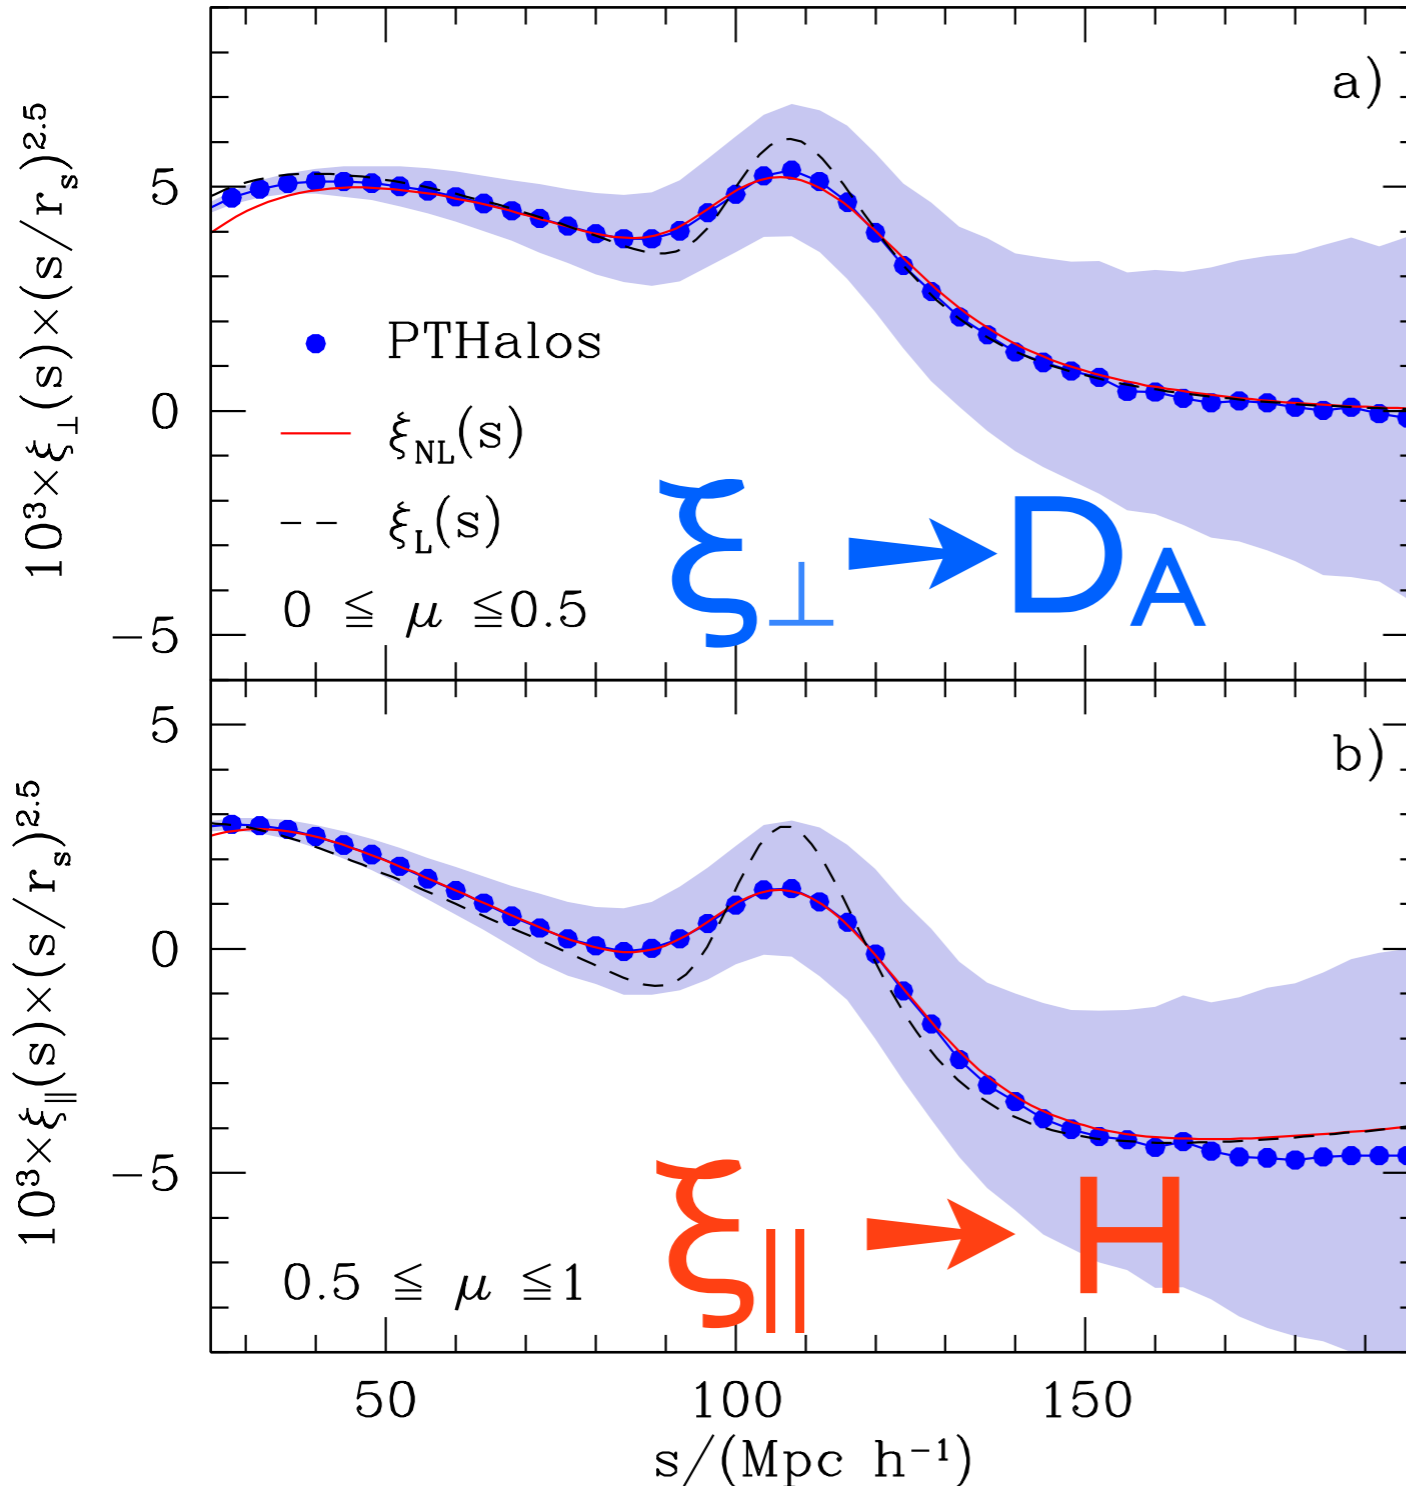 a)
10³×ξ⊥(s)×(s/rₛ)²·⁵
5
0
−5
PTHalos
ξNL(s)
ξL(s)
0 ≦ μ ≦0.5
ξ⊥ → DA
b)
10³×ξ∥(s)×(s/rₛ)²·⁵
5
0
−5
ξ∥ → H
0.5 ≦ μ ≦1
50 100 150
s/(Mpc h⁻¹)